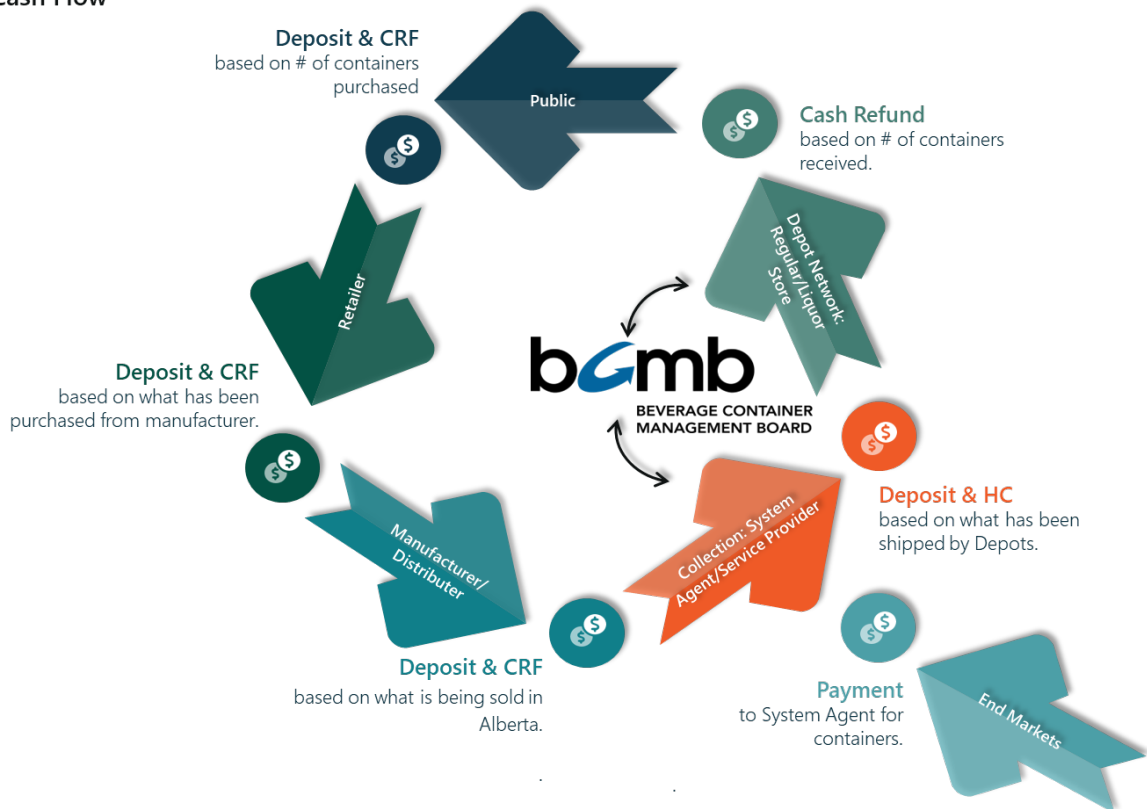 Cash Flow
Deposit & CRF
based on # of containers
purchased
Public
Cash Refund
based on # of containers
received.
Depot Network:
Regular/Liquor
Store
Retailer
bcmb
BEVERAGE CONTAINER
MANAGEMENT BOARD
Deposit & CRF
based on what has been
purchased from manufacturer.
Deposit & HC
based on what has been
shipped by Depots.
Manufacturer/
Distributer
Collection: System
Agent/Service Provider
Deposit & CRF
based on what is being sold in
Alberta.
Payment
to System Agent for
containers.
End Markets